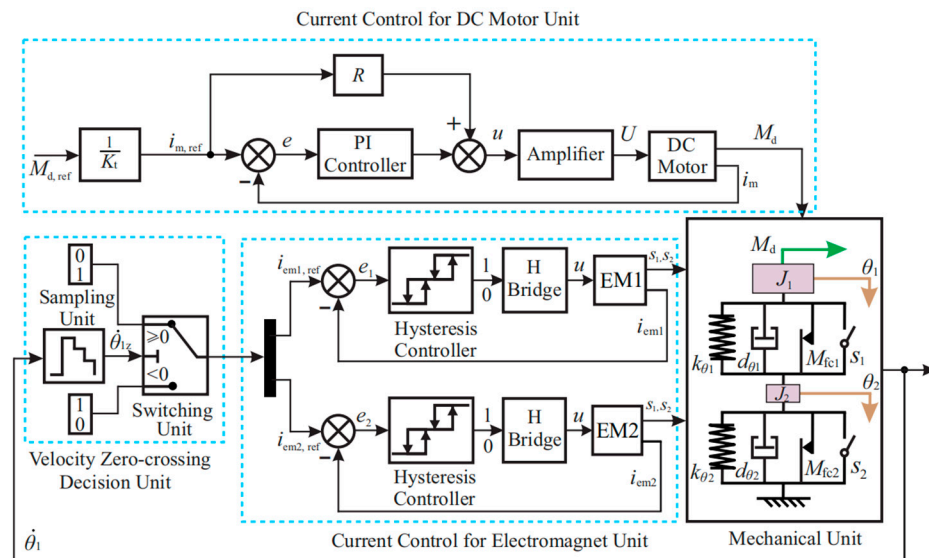 Current Control for DC Motor Unit
R
M_d, ref
1
K_t
i_m, ref
e
PI
Controller
+
−
u
Amplifier
U
DC
Motor
M_d
i_m
0
1
Sampling
Unit
θ̇_1z
≥0
<0
1
0
Switching
Unit
Velocity Zero-crossing
Decision Unit
θ̇_1
i_em1, ref
e_1
−
Hysteresis
Controller
1
0
H
Bridge
u
EM1
s_1, s_2
i_em1
i_em2, ref
e_2
−
Hysteresis
Controller
1
0
H
Bridge
u
EM2
s_1, s_2
i_em2
Current Control for Electromagnet Unit
M_d
J_1
θ_1
k_θ1
d_θ1
M_fc1
s_1
J_2
θ_2
k_θ2
d_θ2
M_fc2
s_2
Mechanical Unit